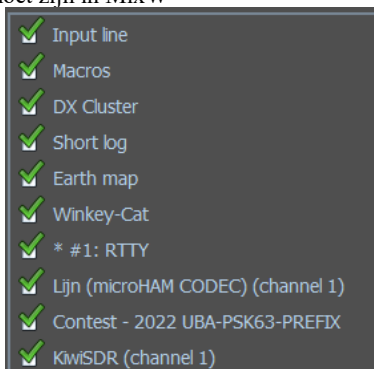 zijn in MixW
Input line
Macros
DX Cluster
Short log
Earth map
Winkey-Cat
* #1: RTTY
Lijn (microHAM CODEC) (channel 1)
Contest - 2022 UBA-PSK63-PREFIX
KiwiSDR (channel 1)